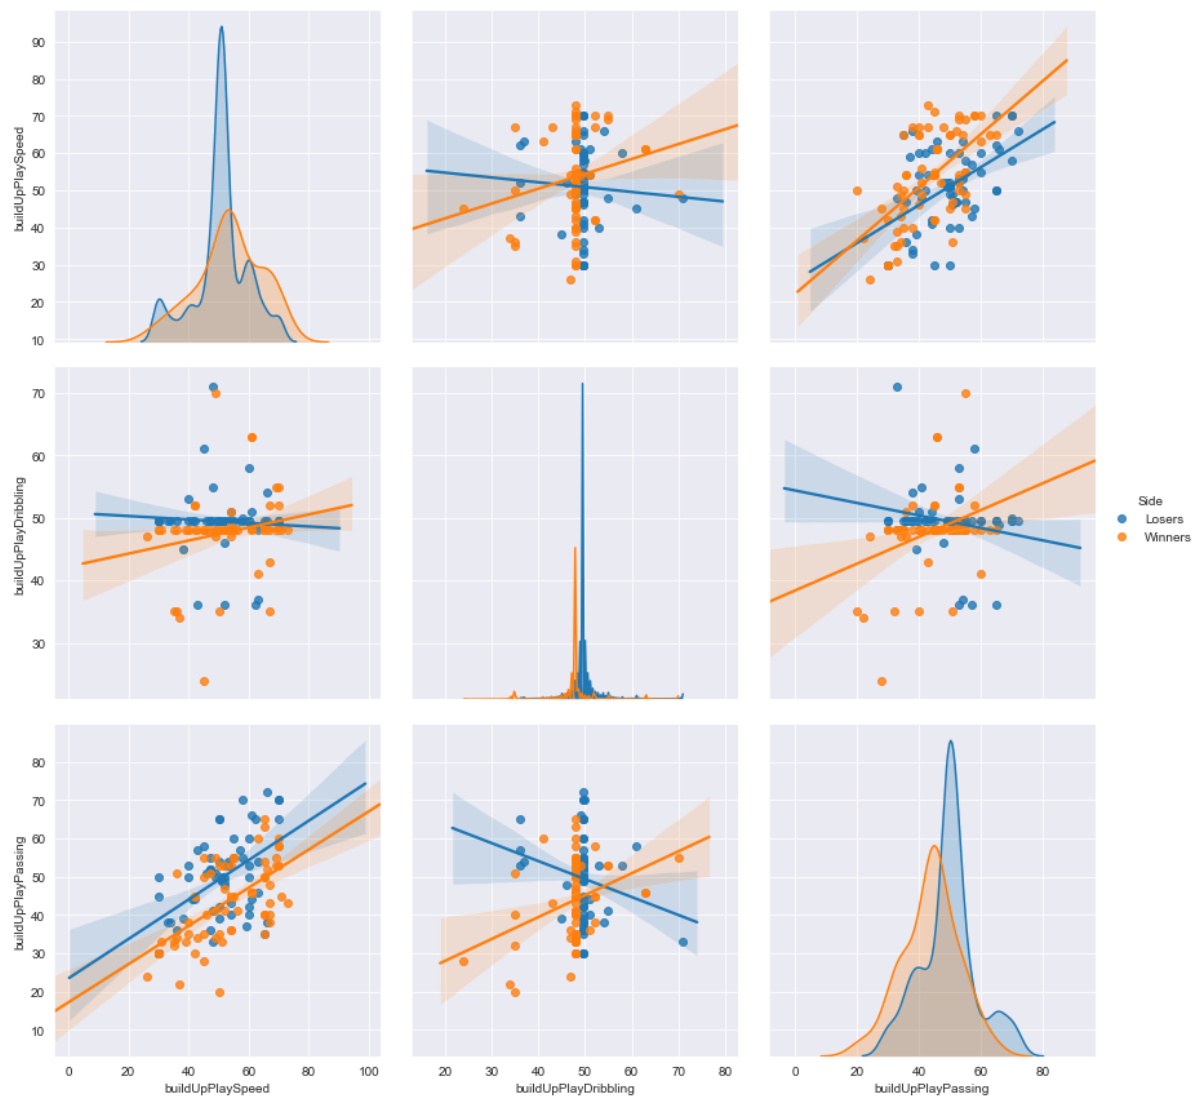 90
80
70
60
50
40
30
20
10
buildUpPlaySpeed
70
60
50
40
30
buildUpPlayDribbling
Side
Losers
Winners
80
70
60
50
40
30
20
10
buildUpPlayPassing
0 20 40 60 80 100
20 30 40 50 60 70 80
0 20 40 60 80
buildUpPlaySpeed
buildUpPlayDribbling
buildUpPlayPassing